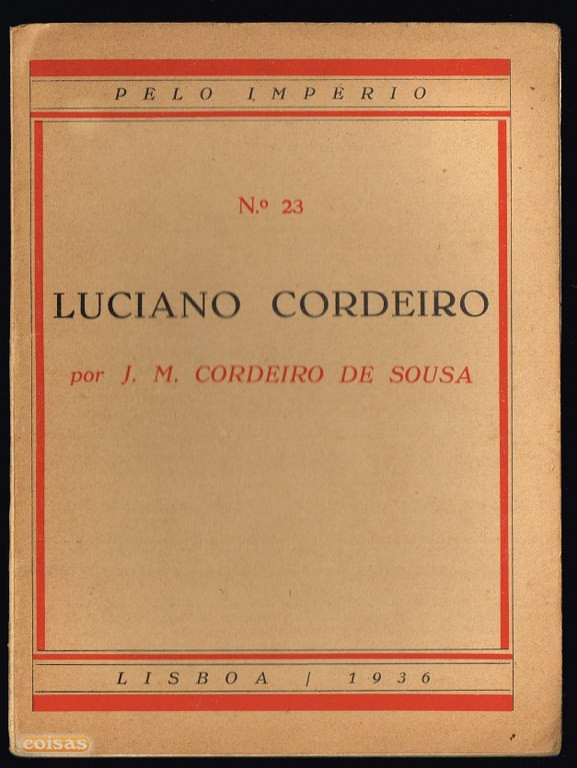 PELO IMPÉRIO
N.º 23
LUCIANO CORDEIRO
por J. M. CORDEIRO DE SOUSA
LISBOA / 1936
coisas